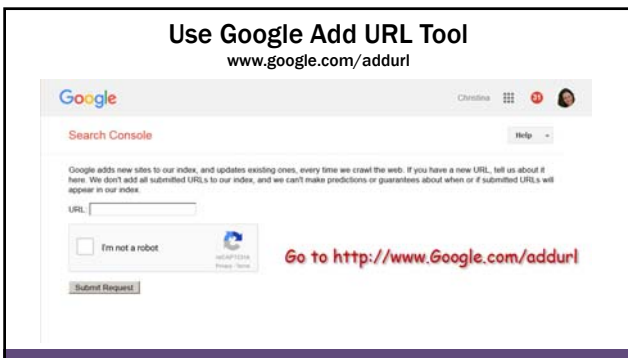 Use Google Add URL Tool
www.google.com/addurl
Google
Christina
21
Search Console
Help
Google adds new sites to our index, and updates existing ones, every time we crawl the web. If you have a new URL, tell us about it
here. We don't add all submitted URLs to our index, and we can't make predictions or guarantees about when or if submitted URLs will
appear in our index.
URL:
I'm not a robot
reCAPTCHA
Privacy - Terms
Go to http://www.Google.com/addurl
Submit Request